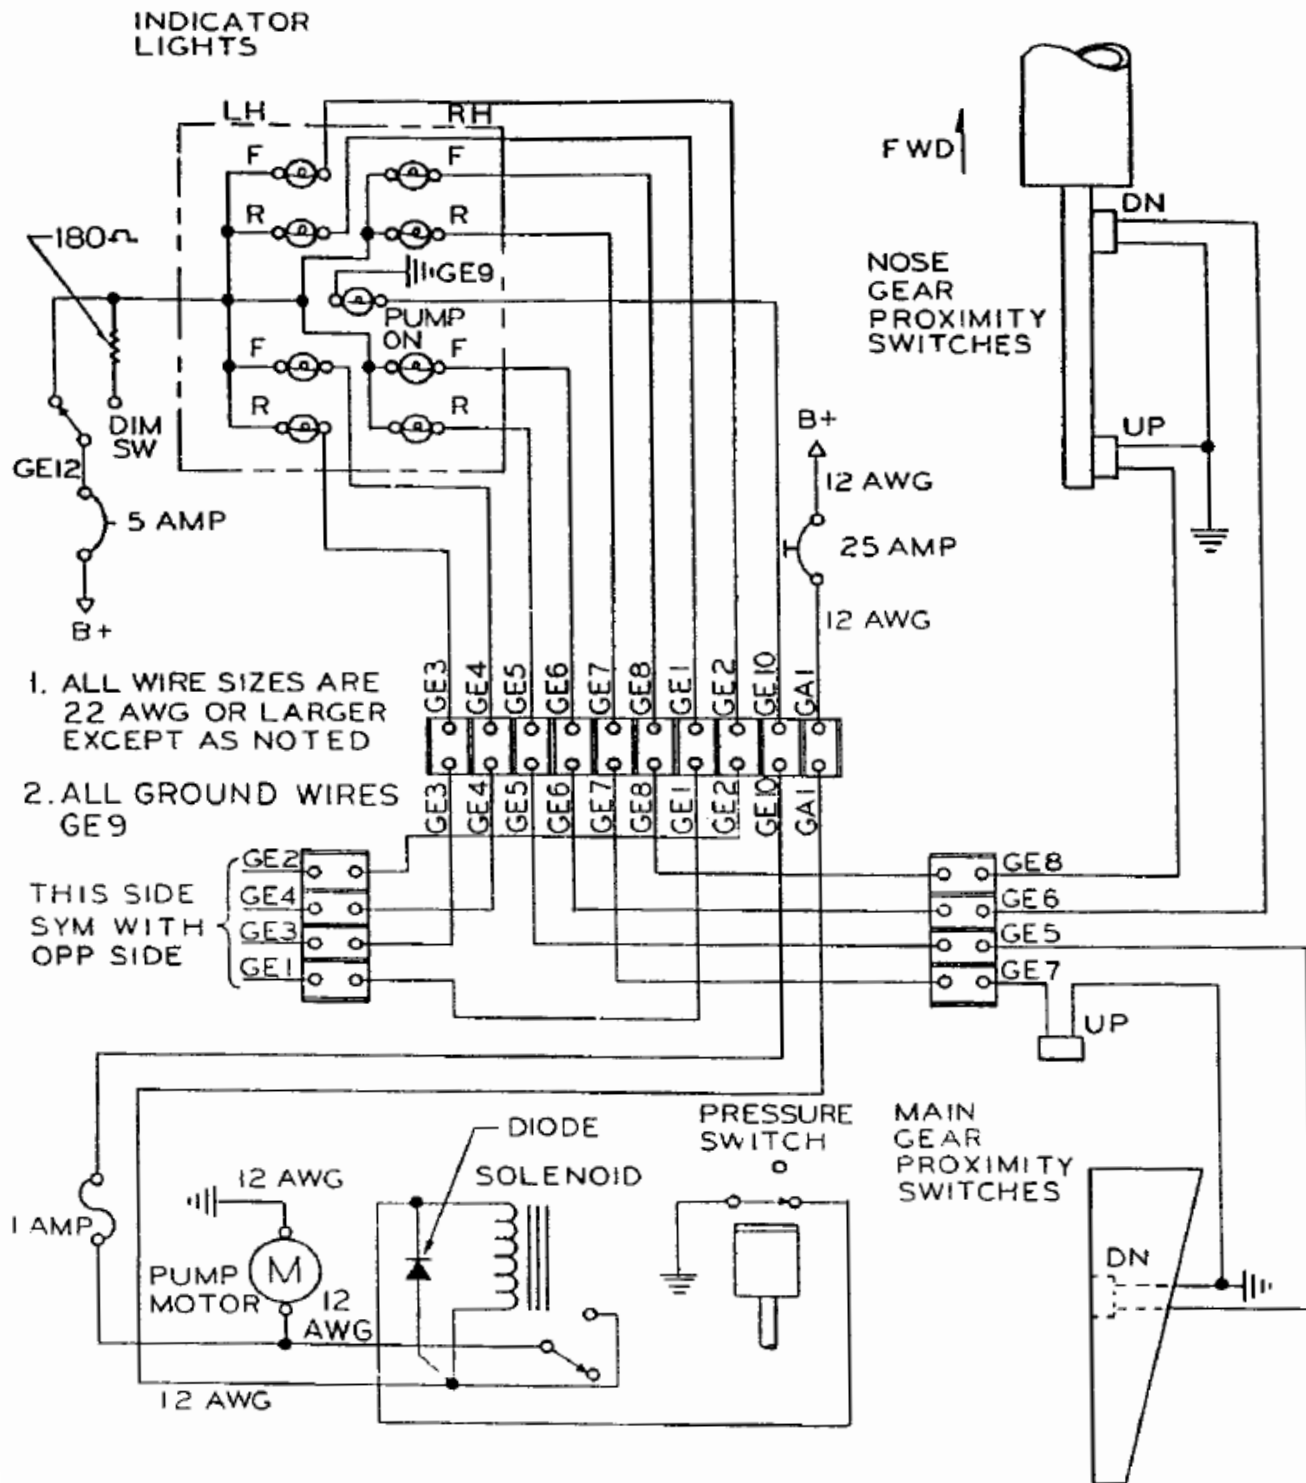 INDICATOR
LIGHTS
LH
RH
F
F
R
R
180Ω
GE9
PUMP
ON
F
F
R
R
DIM
SW
GE12
5 AMP
B+
FWD
DN
NOSE
GEAR
PROXIMITY
SWITCHES
UP
B+
12 AWG
25 AMP
12 AWG
1. ALL WIRE SIZES ARE
22 AWG OR LARGER
EXCEPT AS NOTED
2. ALL GROUND WIRES
GE9
GE3 GE4 GE5 GE6 GE7 GE8 GE1 GE2 GE10 GA1
GE3 GE4 GE5 GE6 GE7 GE8 GE1 GE2 GE10 GA1
THIS SIDE
SYM WITH
OPP SIDE
GE2
GE4
GE3
GE1
GE8
GE6
GE5
GE7
UP
DIODE
SOLENOID
PRESSURE
SWITCH
MAIN
GEAR
PROXIMITY
SWITCHES
12 AWG
1 AMP
PUMP
MOTOR
M
12
AWG
12 AWG
DN